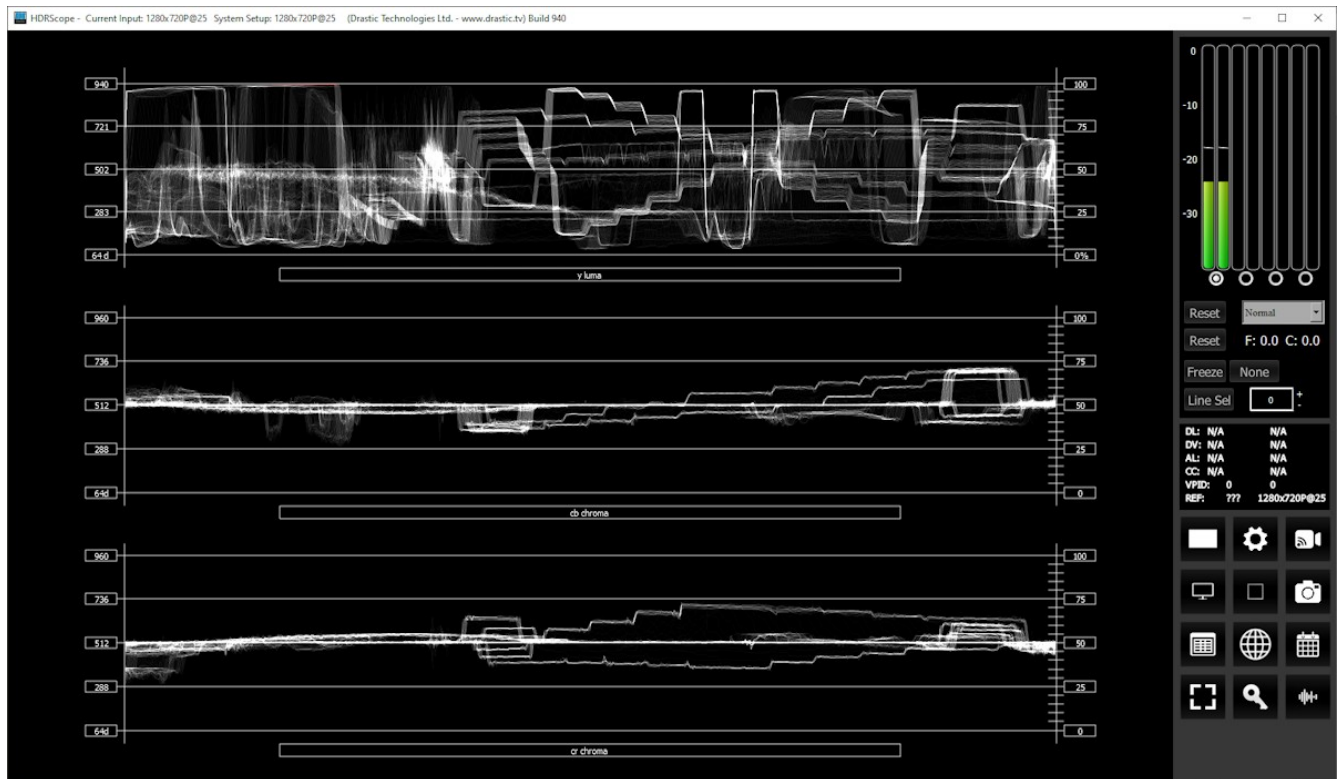 HDRScope - Current Input: 1280x720P@25 System Setup: 1280x720P@25 (Drastic Technologies Ltd. - www.drastic.tv) Build 940
940 100
721 75
502 50
283 25
64 d 0%
y luma
960 100
736 75
512 50
288 25
64d 0
cb chroma
960 100
736 75
512 50
288 25
64d 0
cr chroma
0
-10
-20
-30
Reset Normal
Reset F: 0.0 C: 0.0
Freeze None
Line Sel 0 +
-
DL: N/A N/A
DV: N/A N/A
AL: N/A N/A
CC: N/A N/A
VPID: 0 0
REF: ??? 1280x720P@25